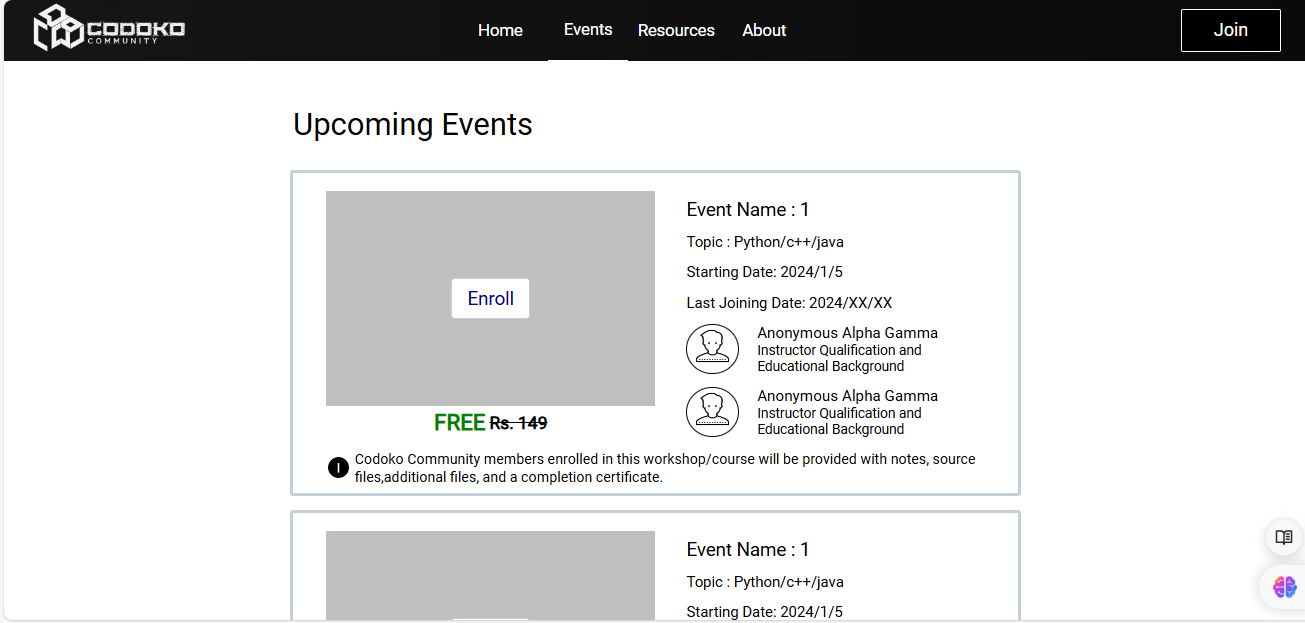 CODOKO
COMMUNITY
Home Events Resources About
Join
Upcoming Events
Enroll
FREE Rs. 149
Event Name : 1
Topic : Python/c++/java
Starting Date: 2024/1/5
Last Joining Date: 2024/XX/XX
Anonymous Alpha Gamma
Instructor Qualification and
Educational Background
Anonymous Alpha Gamma
Instructor Qualification and
Educational Background
I
Codoko Community members enrolled in this workshop/course will be provided with notes, source
files,additional files, and a completion certificate.
Event Name : 1
Topic : Python/c++/java
Starting Date: 2024/1/5